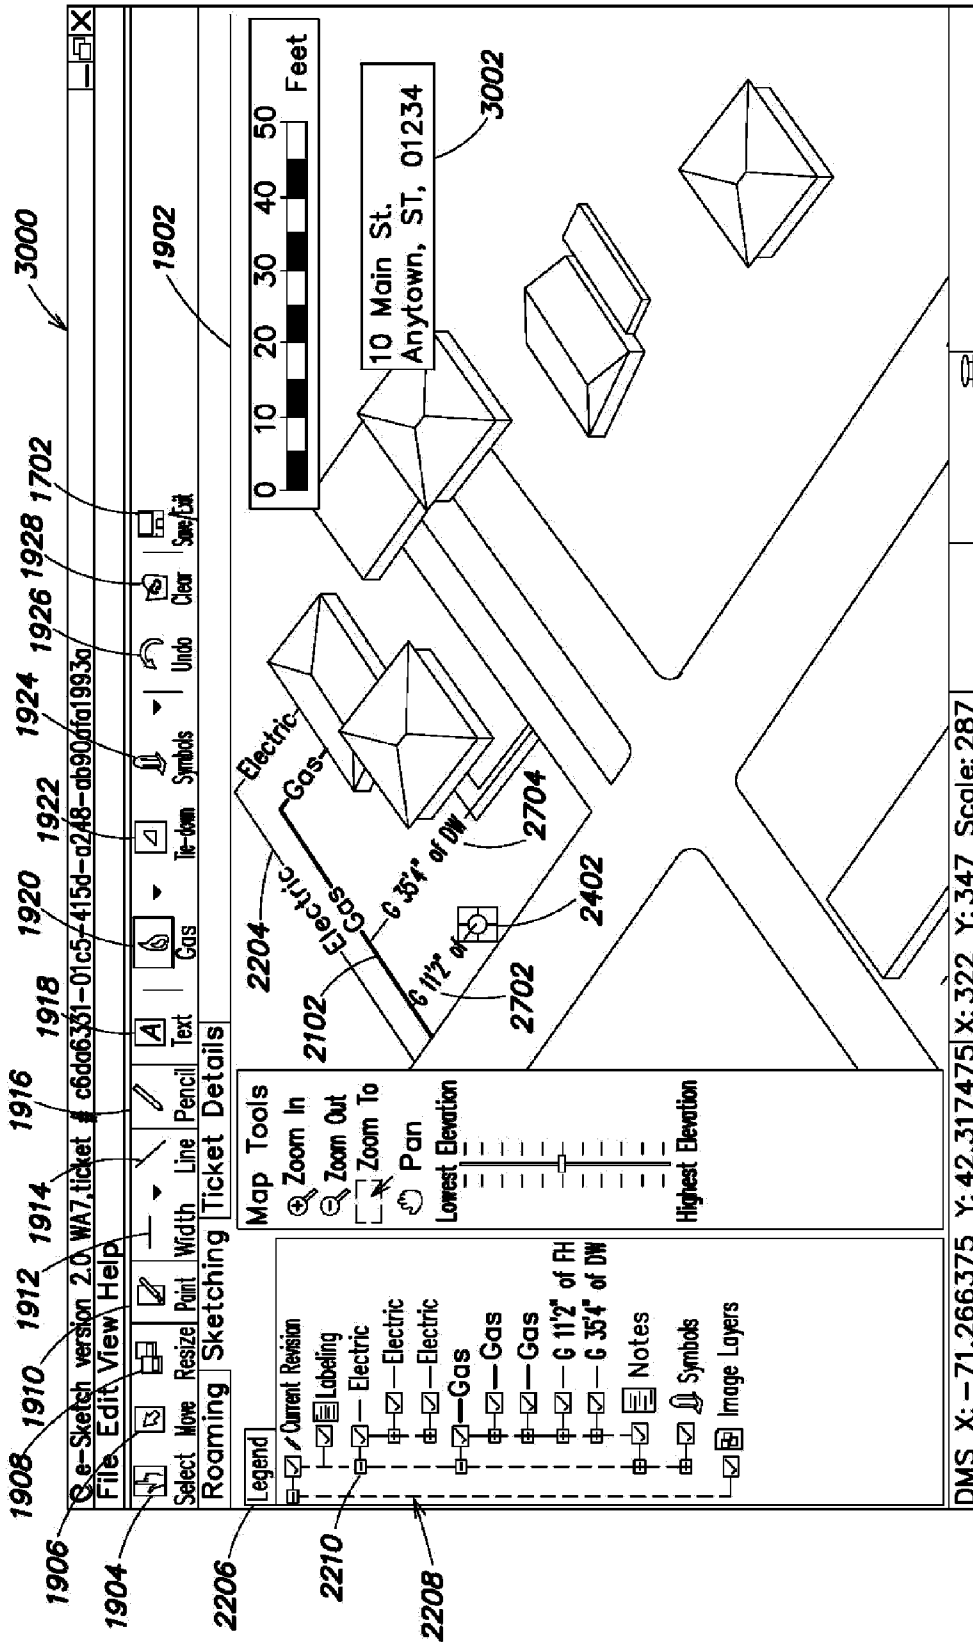 3000
e-Sketch version 2.0 WA7, ticket # c6da6331-01c5-415d-a248-ab90dfa1993a
File Edit View Help
1904
1906
1908
1910
1912
1914
1916
1918
1920
1922
1924
1926
1928
1702
Select Move Resize Paint Width Line Pencil Text Gas Tie-down Symbols Undo Clear Save/Exit
Roaming Sketching Ticket Details
1902
2206
Legend
Current Revision
Labeling
Electric
Electric
Electric
Gas
Gas
Gas
G 11'2" of FH
G 35'4" of DW
Notes
Symbols
Image Layers
2210
2208
Map Tools
Zoom In
Zoom Out
Zoom To
Pan
Lowest Elevation
Highest Elevation
2204
2102
Electric
Electric
Gas
Gas
G 35'4" of DW
G 11'2" of
2702
2402
2704
0 10 20 30 40 50
Feet
10 Main St.
Anytown, ST, 01234
3002
DMS X: -71.266375 Y: 42.317475 X: 322 Y: 347 Scale: 287